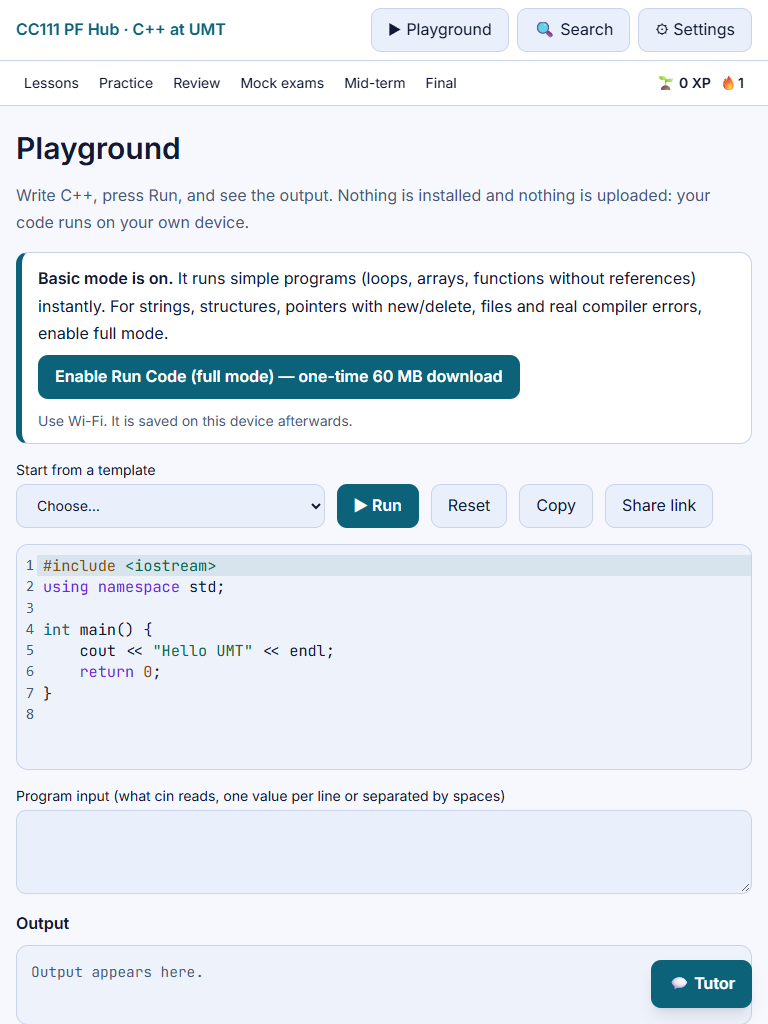 CC111 PF Hub · C++ at UMT
▶ Playground
🔍 Search
⚙ Settings
Lessons
Practice
Review
Mock exams
Mid-term
Final
🌱 0 XP 🔥 1
Playground
Write C++, press Run, and see the output. Nothing is installed and nothing is uploaded: your
code runs on your own device.
Basic mode is on. It runs simple programs (loops, arrays, functions without references)
instantly. For strings, structures, pointers with new/delete, files and real compiler errors,
enable full mode.
Enable Run Code (full mode) — one-time 60 MB download
Use Wi-Fi. It is saved on this device afterwards.
Start from a template
Choose...
▶ Run
Reset
Copy
Share link
1 #include <iostream>
2 using namespace std;
3
4 int main() {
5     cout << "Hello UMT" << endl;
6     return 0;
7 }
8
Program input (what cin reads, one value per line or separated by spaces)
Output
Output appears here.
💬 Tutor